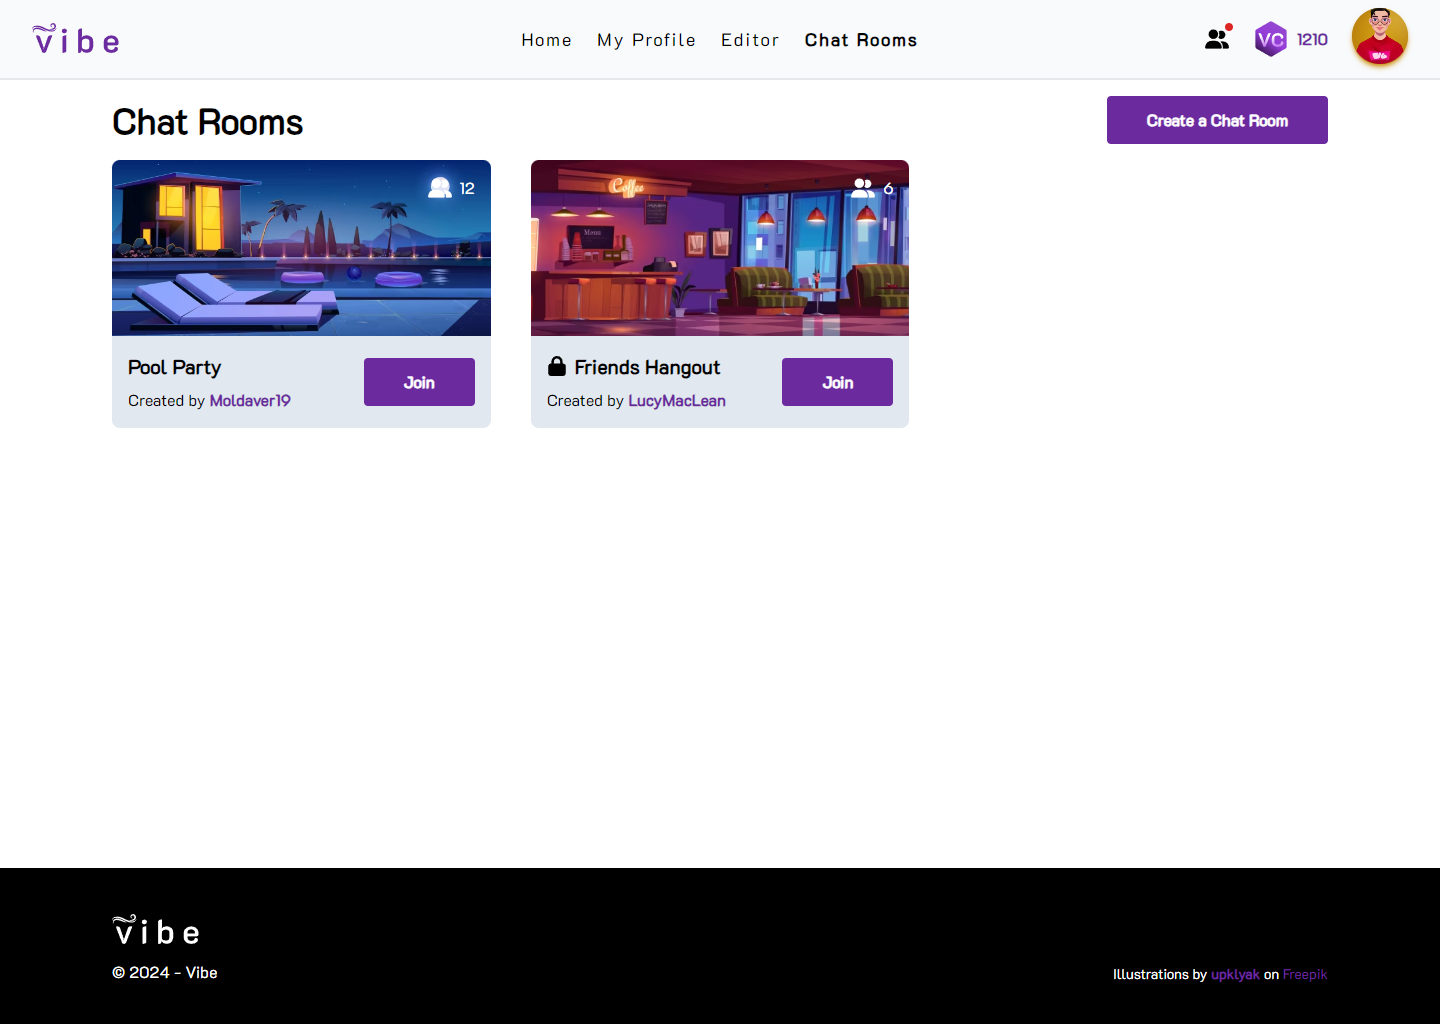 vibe
Home My Profile Editor Chat Rooms
VC 1210
Chat Rooms
Create a Chat Room
12
Coffee
6
Menu
Pool Party
Join
Created by Moldaver19
Friends Hangout
Join
Created by LucyMacLean
vibe
© 2024 - Vibe
Illustrations by upklyak on Freepik